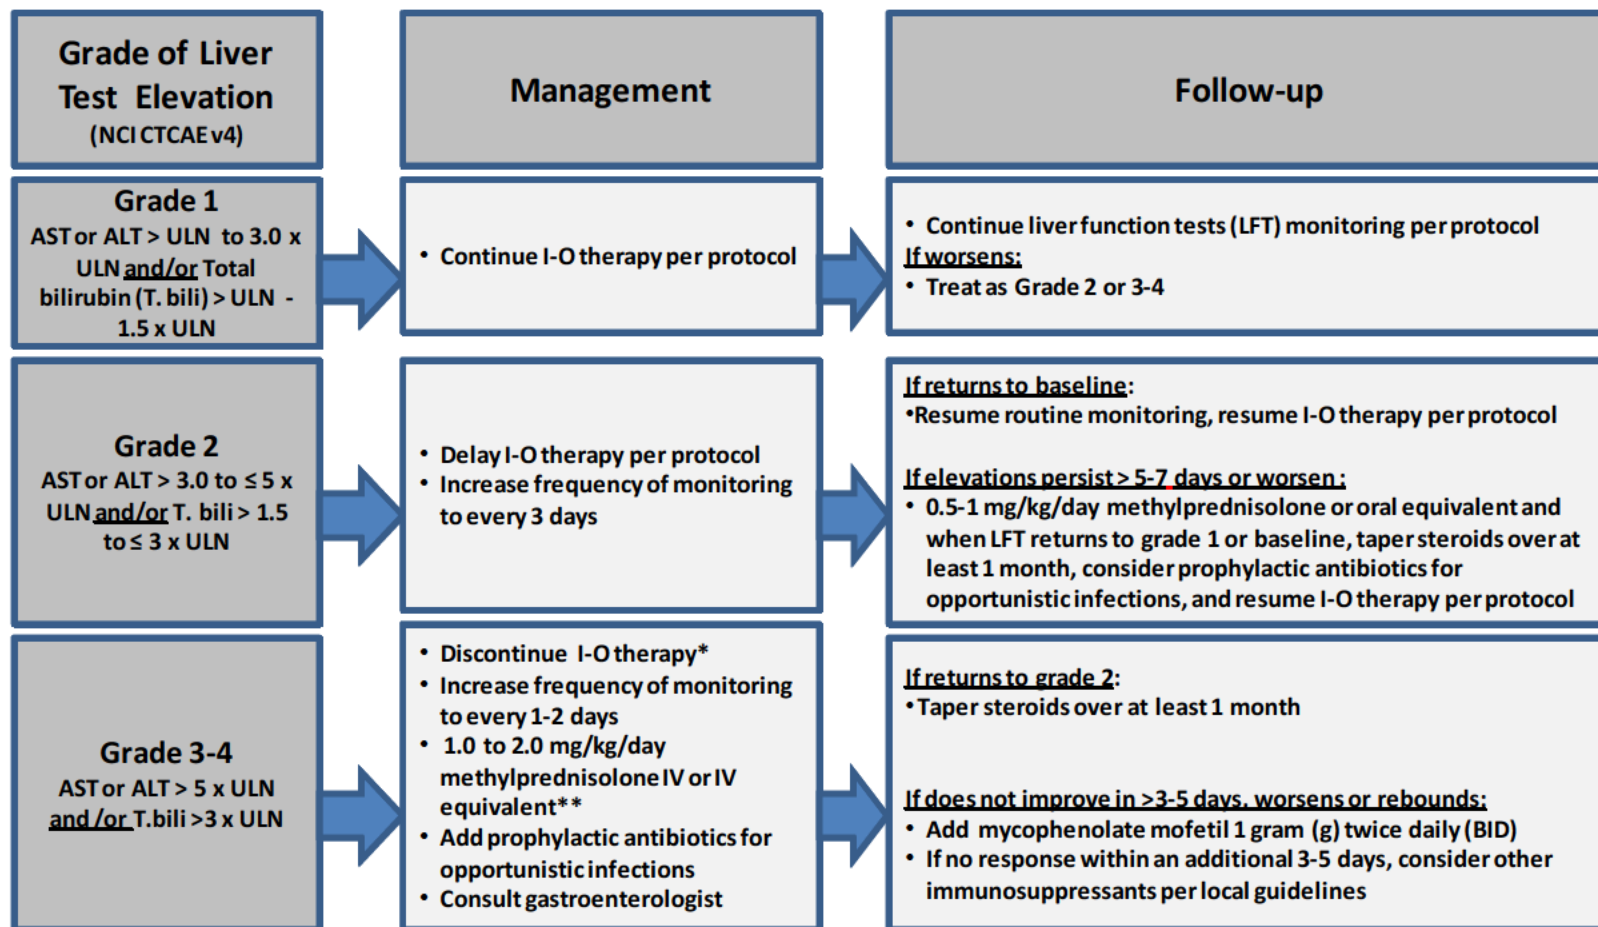 Grade of Liver
Test Elevation
(NCI CTCAE v4)
Management
Follow-up
Grade 1
AST or ALT > ULN to 3.0 x
ULN and/or Total
bilirubin (T. bili) > ULN -
1.5 x ULN
• Continue I-O therapy per protocol
• Continue liver function tests (LFT) monitoring per protocol
If worsens:
• Treat as Grade 2 or 3-4
Grade 2
AST or ALT > 3.0 to ≤ 5 x
ULN and/or T. bili > 1.5
to ≤ 3 x ULN
• Delay I-O therapy per protocol
• Increase frequency of monitoring
to every 3 days
If returns to baseline:
•Resume routine monitoring, resume I-O therapy per protocol
If elevations persist > 5-7 days or worsen :
• 0.5-1 mg/kg/day methylprednisolone or oral equivalent and
when LFT returns to grade 1 or baseline, taper steroids over at
least 1 month, consider prophylactic antibiotics for
opportunistic infections, and resume I-O therapy per protocol
Grade 3-4
AST or ALT > 5 x ULN
and /or T.bili >3 x ULN
• Discontinue I-O therapy*
• Increase frequency of monitoring
to every 1-2 days
• 1.0 to 2.0 mg/kg/day
methylprednisolone IV or IV
equivalent**
• Add prophylactic antibiotics for
opportunistic infections
• Consult gastroenterologist
If returns to grade 2:
•Taper steroids over at least 1 month
If does not improve in >3-5 days, worsens or rebounds:
• Add mycophenolate mofetil 1 gram (g) twice daily (BID)
• If no response within an additional 3-5 days, consider other
immunosuppressants per local guidelines